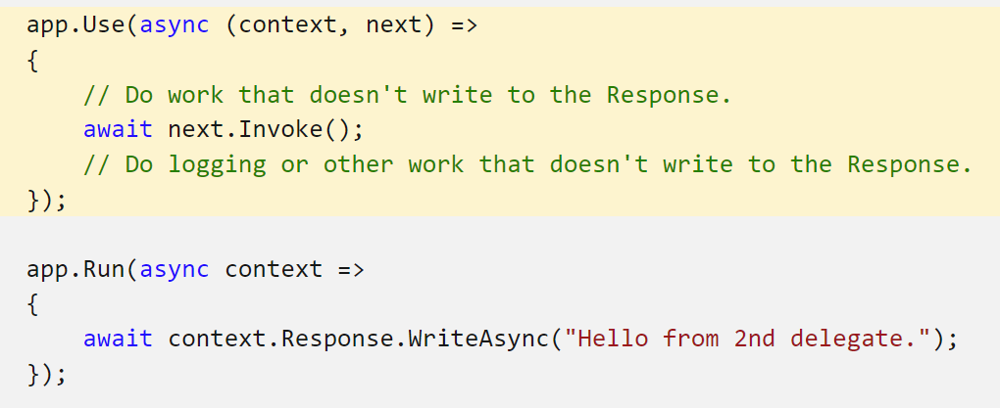 app.Use(async (context, next) =>
{
    // Do work that doesn't write to the Response.
    await next.Invoke();
    // Do logging or other work that doesn't write to the Response.
});

app.Run(async context =>
{
    await context.Response.WriteAsync("Hello from 2nd delegate.");
});